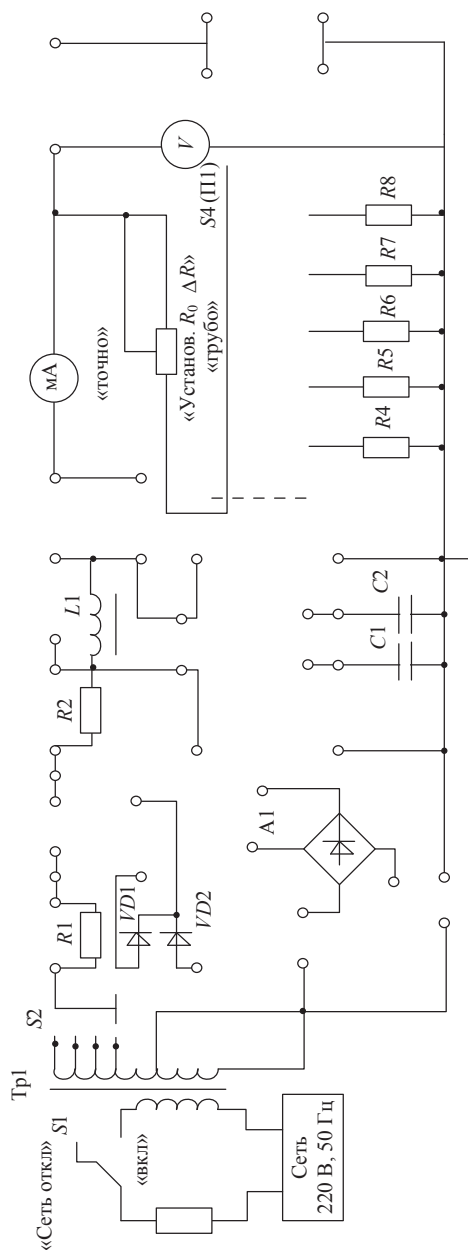 «Сеть откл»
S1
Тр1
S2
«вкл»
Сеть
220 В, 50 Гц
R1
VD1
VD2
А1
R2
L1
C1
C2
мА
«точно»
«Установ. R₀ ΔR»
«грубо»
V
S4 (П1)
R4
R5
R6
R7
R8